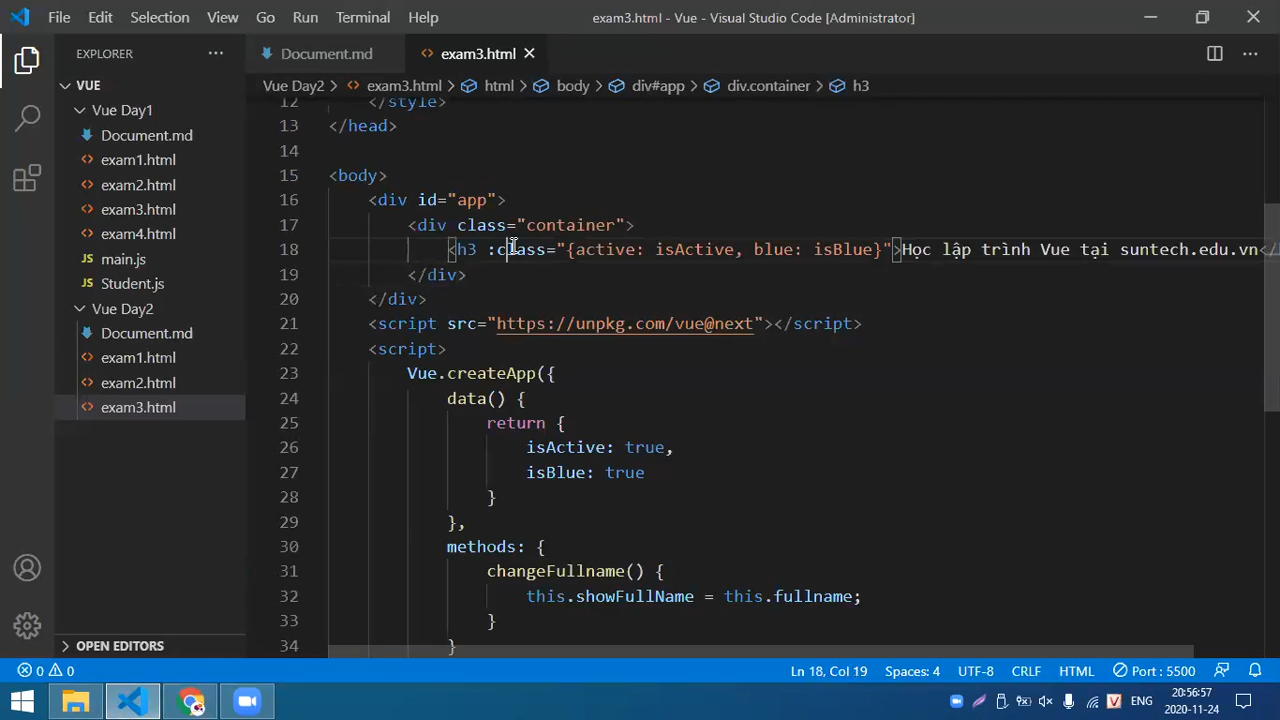 File Edit Selection View Go Run Terminal Help
exam3.html - Vue - Visual Studio Code [Administrator]
EXPLORER
Document.md
exam3.html
VUE
Vue Day1
Document.md
exam1.html
exam2.html
exam3.html
exam4.html
main.js
Student.js
Vue Day2
Document.md
exam1.html
exam2.html
exam3.html
OPEN EDITORS
Vue Day2 > exam3.html > html > body > div#app > div.container > h3
12 </style>
13 </head>
14
15 <body>
16 <div id="app">
17 <div class="container">
18 <h3 :class="{active: isActive, blue: isBlue}">Học lập trình Vue tại suntech.edu.vn</
19 </div>
20 </div>
21 <script src="https://unpkg.com/vue@next"></script>
22 <script>
23 Vue.createApp({
24 data() {
25 return {
26 isActive: true,
27 isBlue: true
28 }
29 },
30 methods: {
31 changeFullname() {
32 this.showFullName = this.fullname;
33 }
34 }
0 0
Ln 18, Col 19 Spaces: 4 UTF-8 CRLF HTML Port : 5500
ENG
20:56:57
2020-11-24